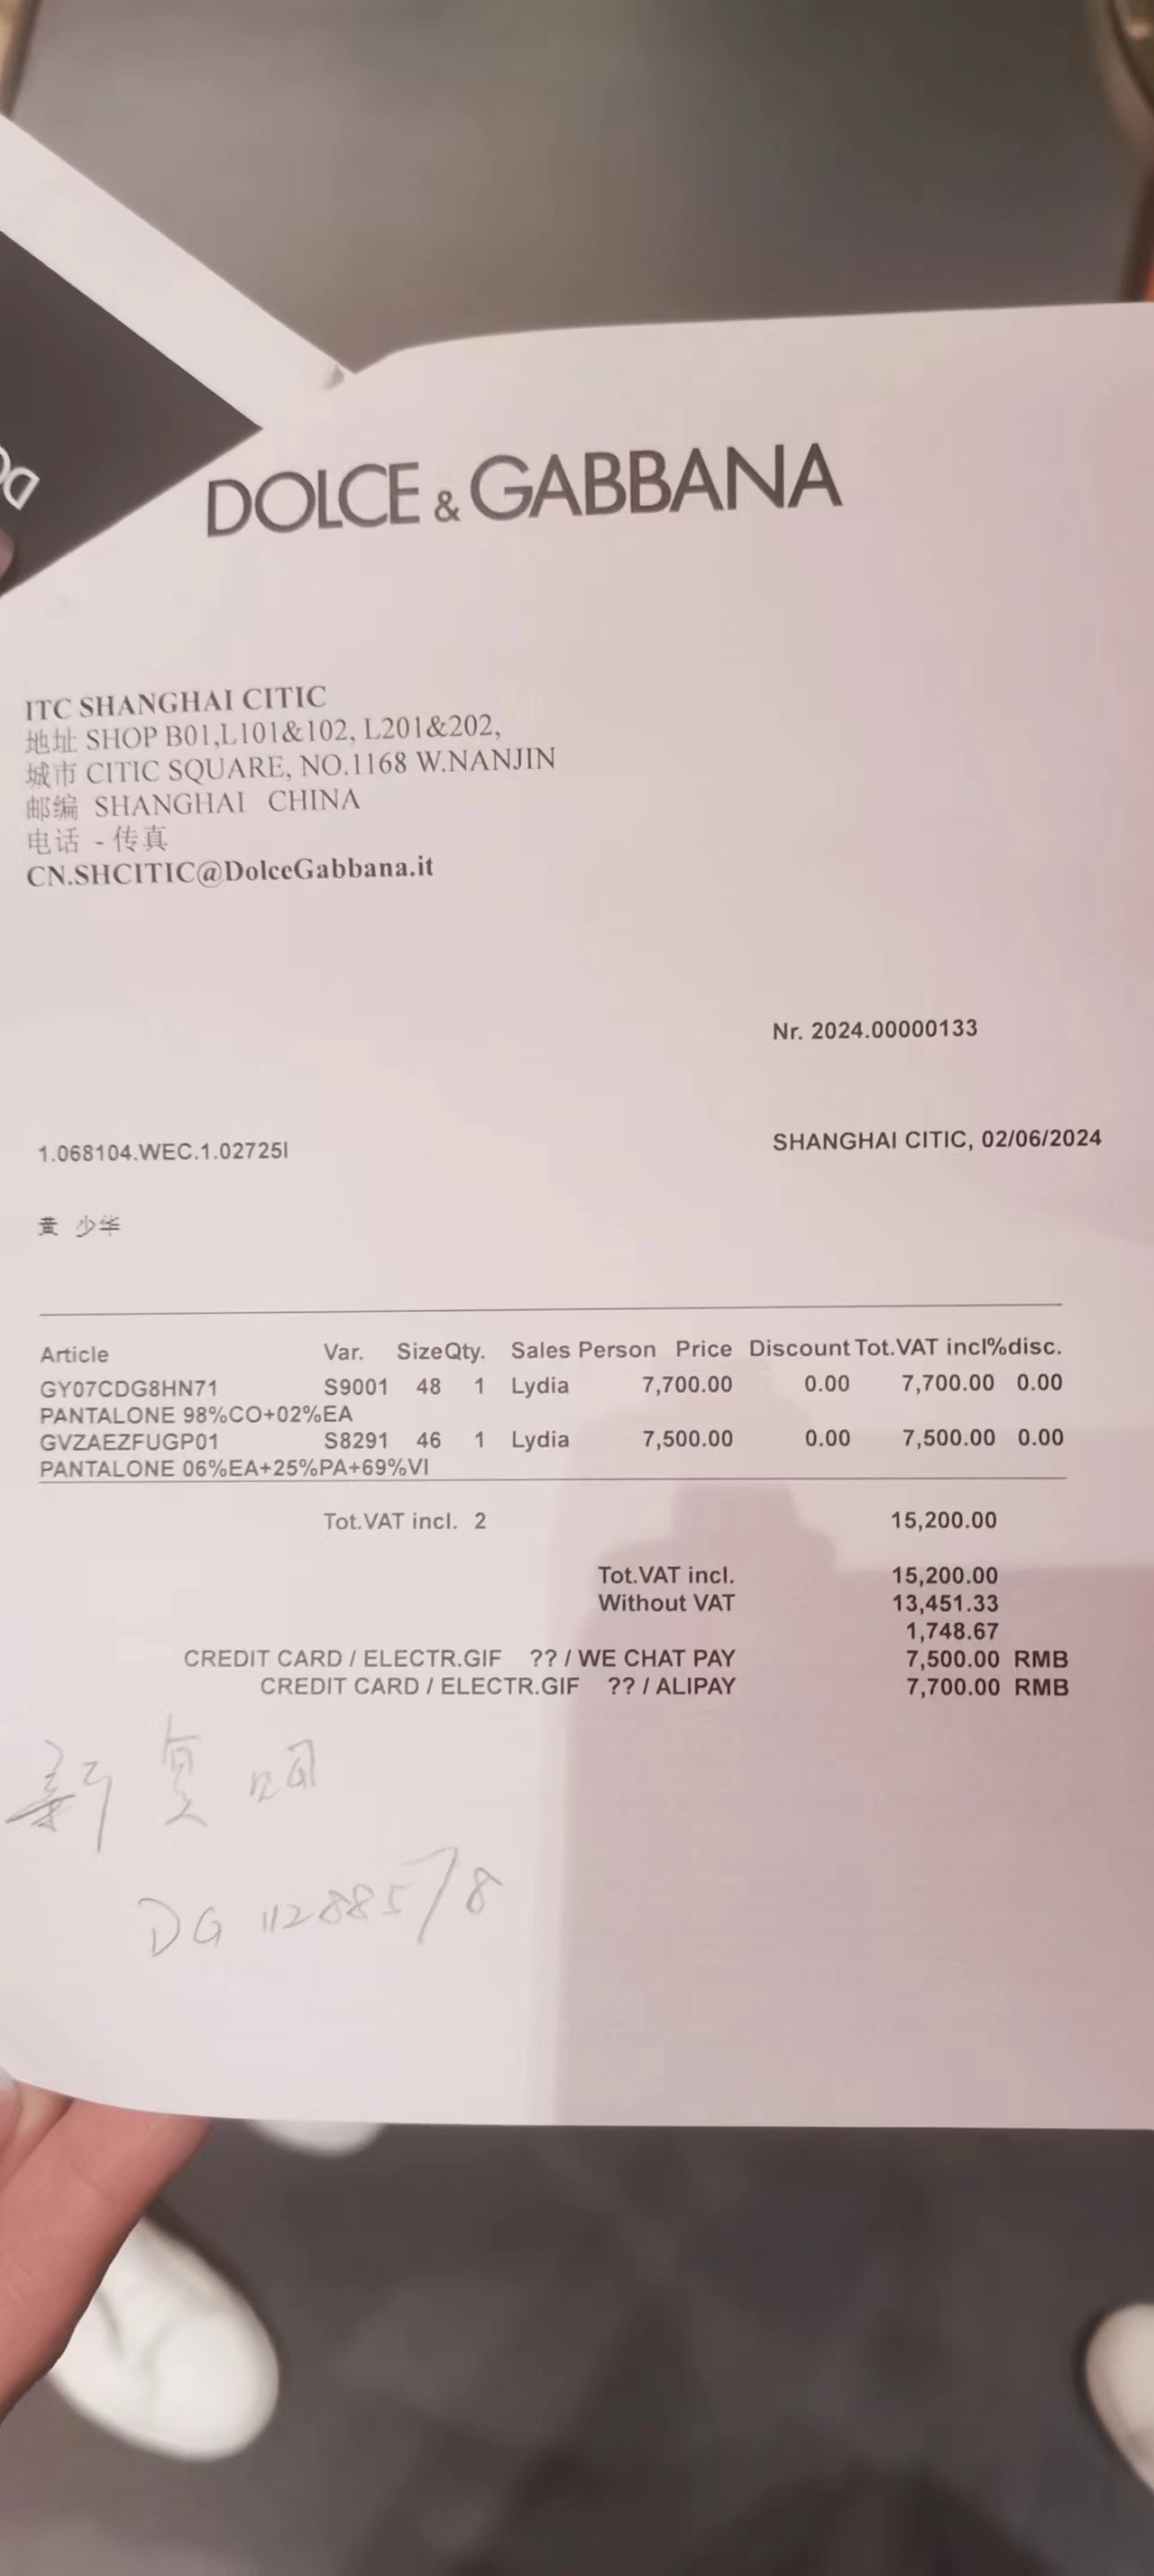 DOLCE & GABBANA
ITC SHANGHAI CITIC
地址 SHOP B01,L101&102, L201&202,
城市 CITIC SQUARE, NO.1168 W.NANJIN
邮编 SHANGHAI CHINA
电话 - 传真
CN.SHCITIC@DolceGabbana.it
Nr. 2024.00000133
1.068104.WEC.1.02725I
SHANGHAI CITIC, 02/06/2024
黄 少华
Article Var. Size Qty. Sales Person Price Discount Tot.VAT incl %disc.
GY07CDG8HN71 S9001 48 1 Lydia 7,700.00 0.00 7,700.00 0.00
PANTALONE 98%CO+02%EA
GVZAEZFUGP01 S8291 46 1 Lydia 7,500.00 0.00 7,500.00 0.00
PANTALONE 06%EA+25%PA+69%VI
Tot.VAT incl. 2 15,200.00
Tot.VAT incl. 15,200.00
Without VAT 13,451.33
1,748.67
CREDIT CARD / ELECTR.GIF ?? / WE CHAT PAY 7,500.00 RMB
CREDIT CARD / ELECTR.GIF ?? / ALIPAY 7,700.00 RMB
DG 11288578